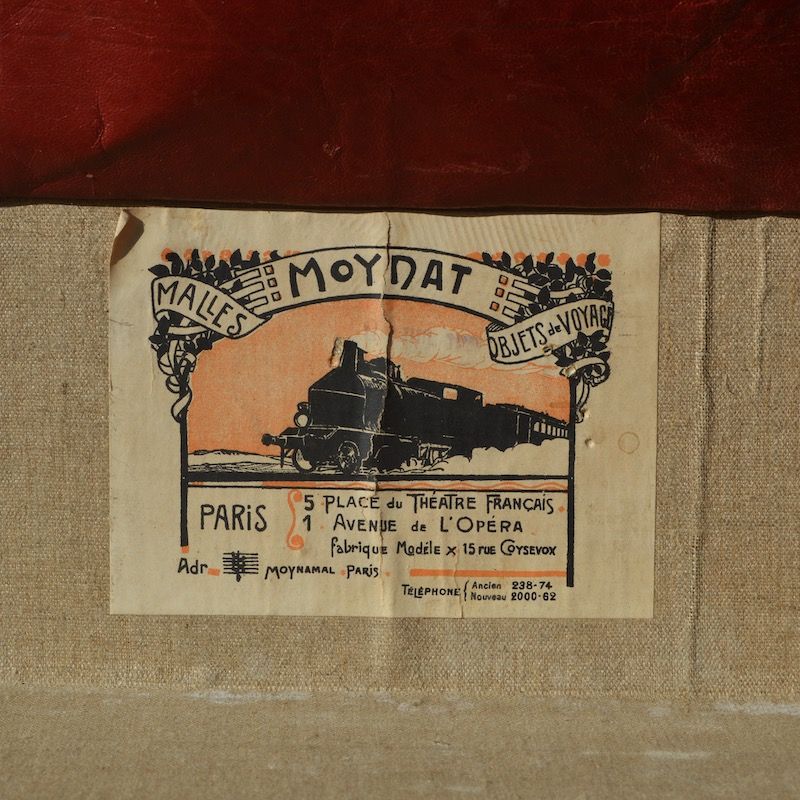 MOYNAT
MALLES
OBJETS de VOYAGE
PARIS
5 PLACE du THÉATRE FRANÇAIS
1 AVENUE de L'OPÉRA
fabrique Modéle x 15 RUE COYSEVOX
Adr
MOYNAMAL PARIS
TÉLÉPHONE { Ancien 238-74
Nouveau 2000-62